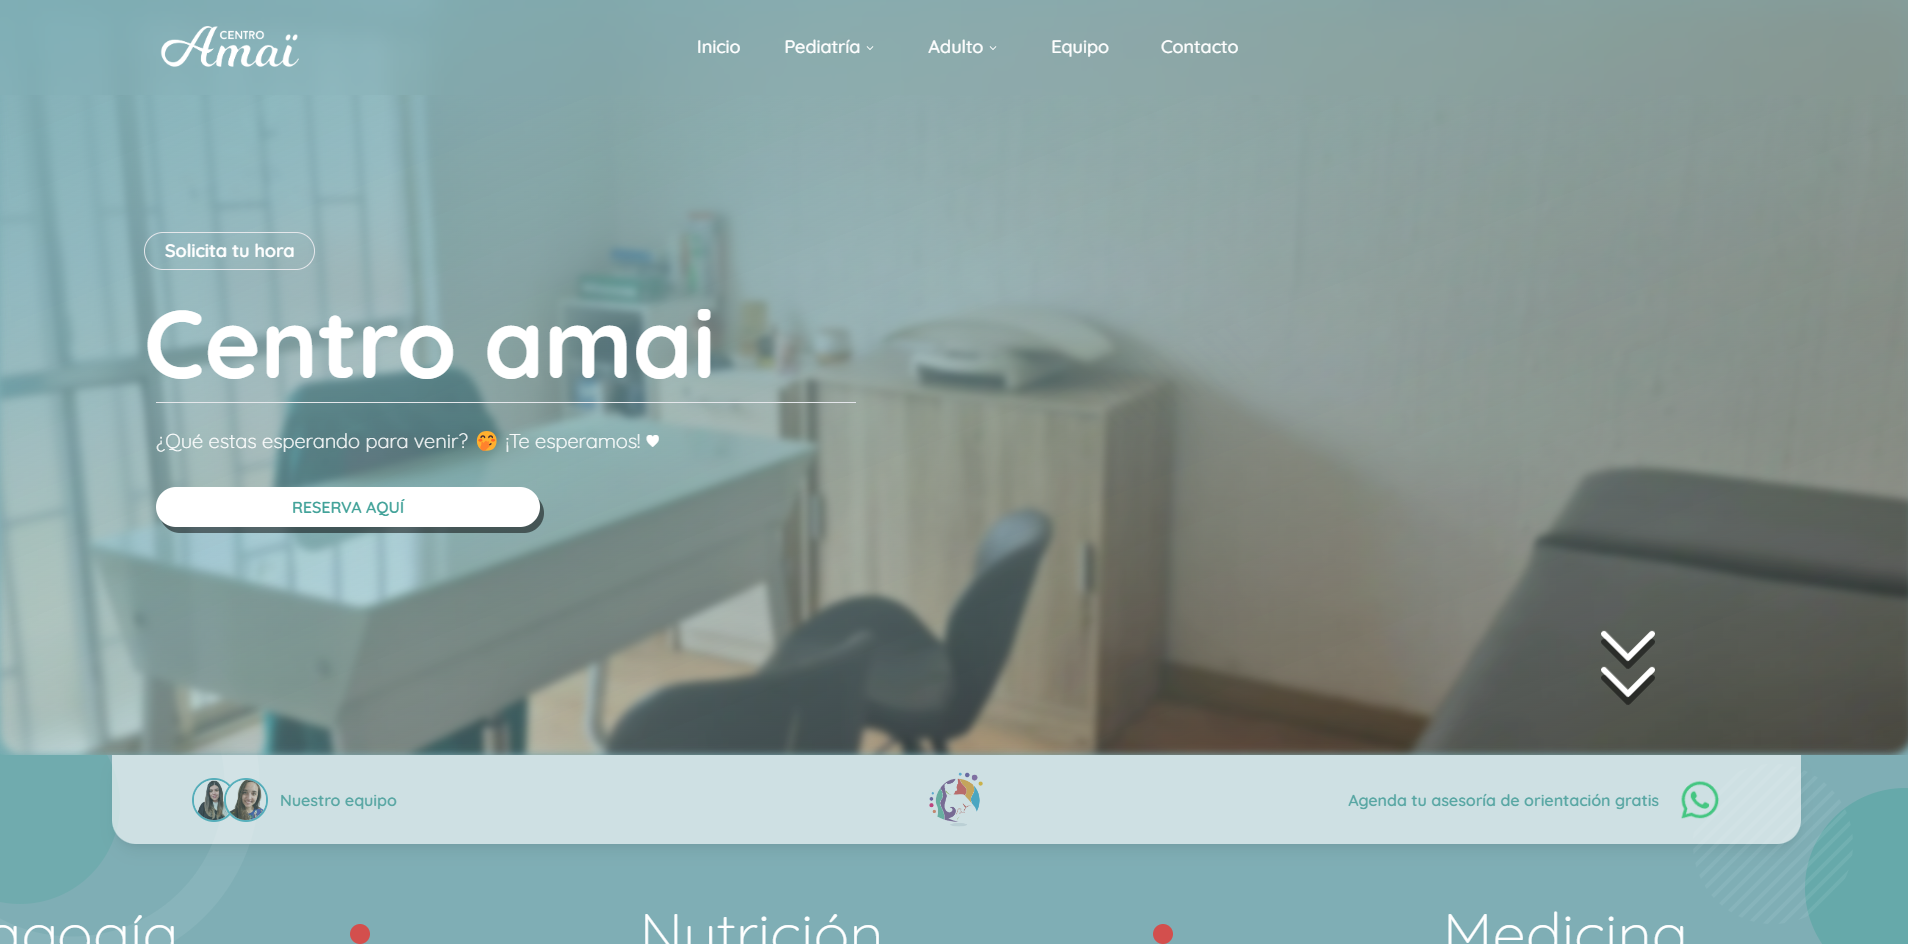 CENTRO
Amaï
Inicio
Pediatría
Adulto
Equipo
Contacto
Solicita tu hora
Centro amai
¿Qué estas esperando para venir? 🤭 ¡Te esperamos! ♥
RESERVA AQUÍ
Nuestro equipo
Agenda tu asesoría de orientación gratis
agogía
Nutrición
Medicina